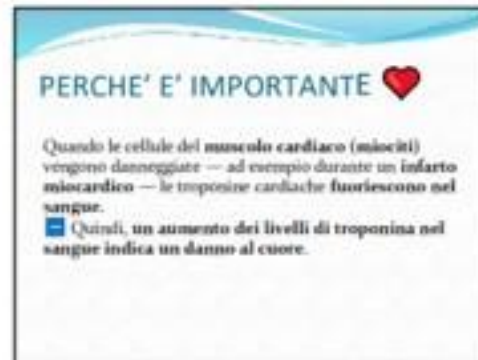 PERCHE' E' IMPORTANTE ❤️
Quando le cellule del muscolo cardiaco (miociti)
vengono danneggiate — ad esempio durante un infarto
miocardico — le troponine cardiache fuoriescono nel
sangue.
➖ Quindi, un aumento dei livelli di troponina nel
sangue indica un danno al cuore.